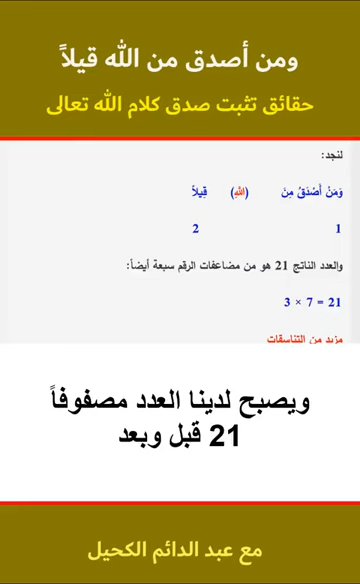 ومن أصدق من الله قيلاً
حقائق تثبت صدق كلام الله تعالى
لنجد:
وَمَنْ أَصْدَقُ مِنَ (اللَّهِ) قِيلاً
1 2
والعدد الناتج 21 هو من مضاعفات الرقم سبعة أيضاً:
21 = 7 × 3
مزيد من التناسقات
ويصبح لدينا العدد مصفوفاً
21 قبل وبعد
مع عبد الدائم الكحيل